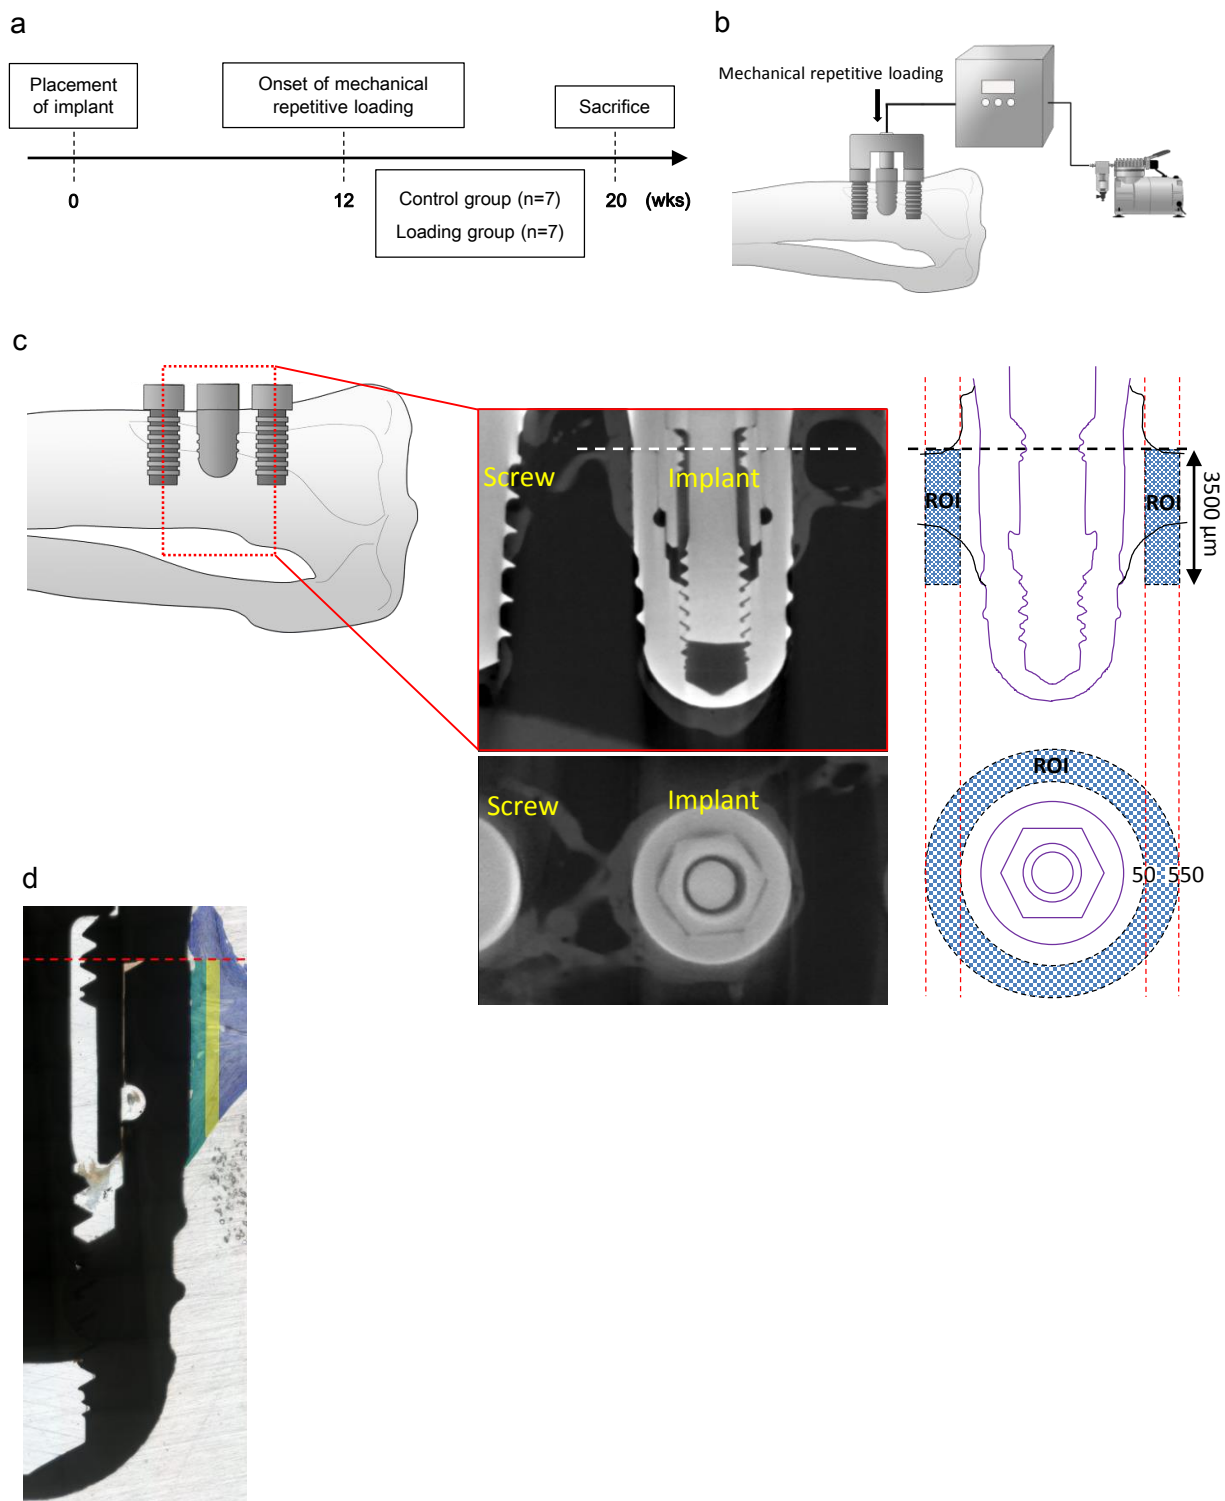 a
Placement
of implant
Onset of mechanical
repetitive loading
Sacrifice
0
12
20 (wks)
Control group (n=7)
Loading group (n=7)
b
Mechanical repetitive loading
c
Screw
Implant
ROI
ROI
3500 µm
Screw
Implant
ROI
50 550
d